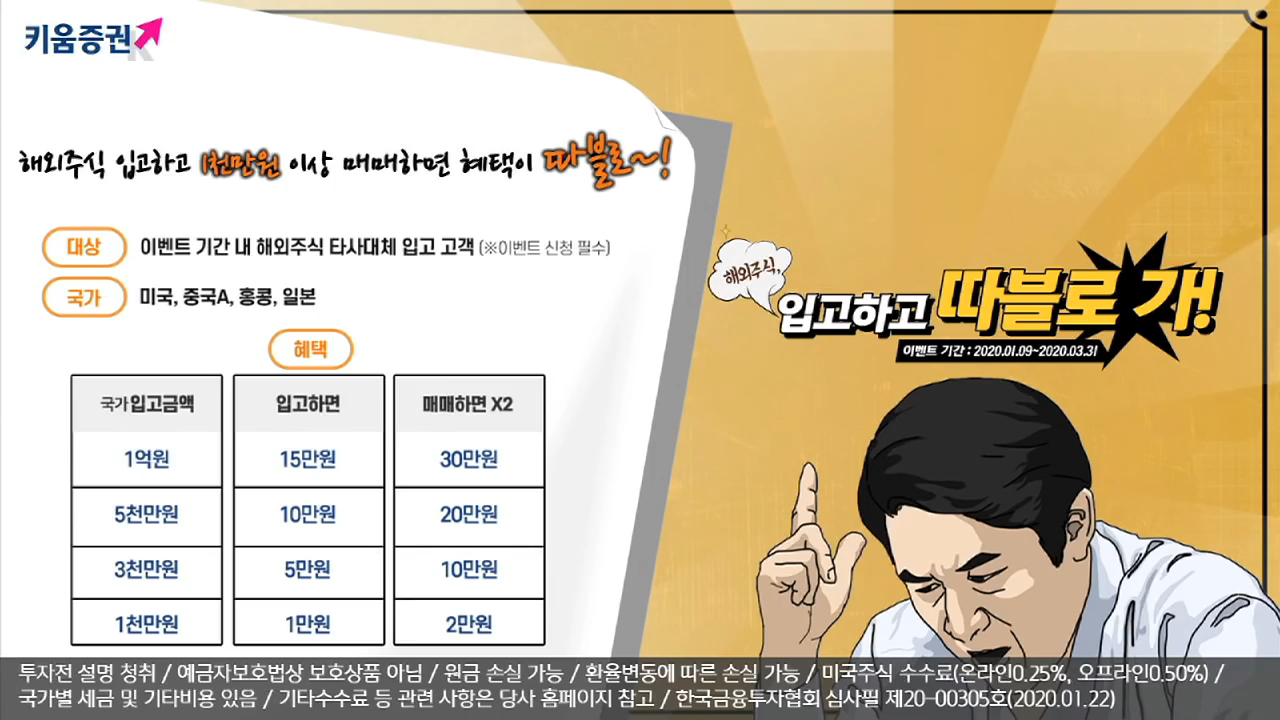 키움증권
해외주식 입고하고 1천만원 이상 매매하면 혜택이 따블로~!
대상 이벤트 기간 내 해외주식 타사대체 입고 고객 (※이벤트 신청 필수)
국가 미국, 중국A, 홍콩, 일본
혜택
국가입고금액 입고하면 매매하면 X2
1억원 15만원 30만원
5천만원 10만원 20만원
3천만원 5만원 10만원
1천만원 1만원 2만원
해외주식,
입고하고 따블로 개!
이벤트 기간 : 2020.01.09~2020.03.31
투자전 설명 청취 / 예금자보호법상 보호상품 아님 / 원금 손실 가능 / 환율변동에 따른 손실 가능 / 미국주식 수수료(온라인0.25%, 오프라인0.50%) /
국가별 세금 및 기타비용 있음 / 기타수수료 등 관련 사항은 당사 홈페이지 참고 / 한국금융투자협회 심사필 제20-00305호(2020.01.22)